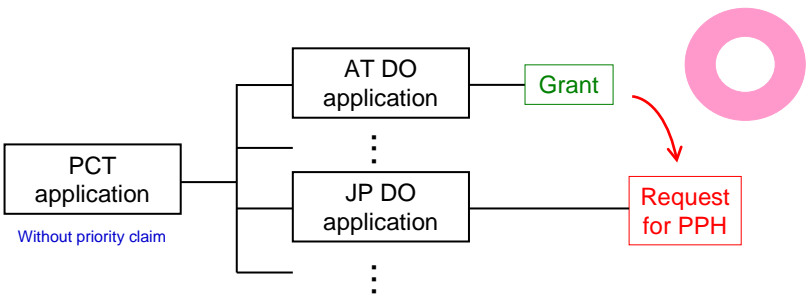 AT DO
application
Grant
⋮
PCT
application
Without priority claim
JP DO
application
Request
for PPH
⋮